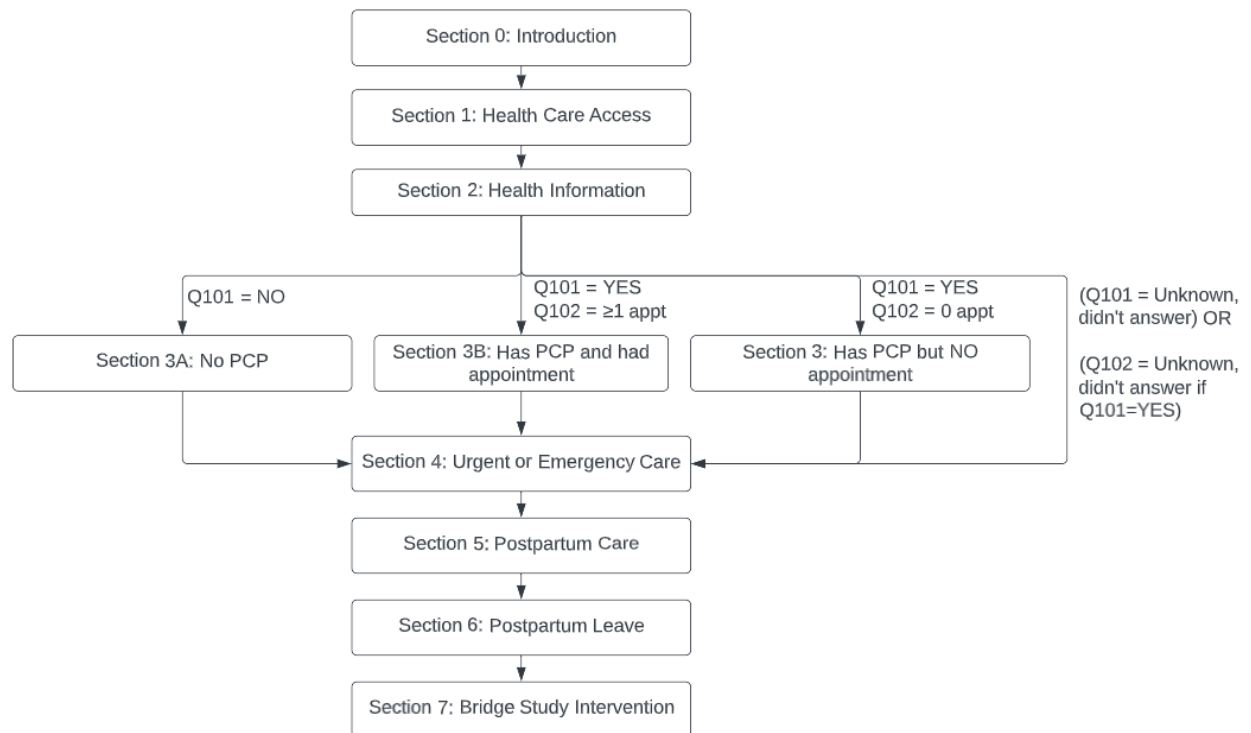 Section 0: Introduction
Section 1: Health Care Access
Section 2: Health Information
Q101 = NO
Q101 = YES
Q102 = ≥1 appt
Q101 = YES
Q102 = 0 appt
(Q101 = Unknown,
didn't answer) OR
(Q102 = Unknown,
didn't answer if
Q101=YES)
Section 3A: No PCP
Section 3B: Has PCP and had
appointment
Section 3: Has PCP but NO
appointment
Section 4: Urgent or Emergency Care
Section 5: Postpartum Care
Section 6: Postpartum Leave
Section 7: Bridge Study Intervention